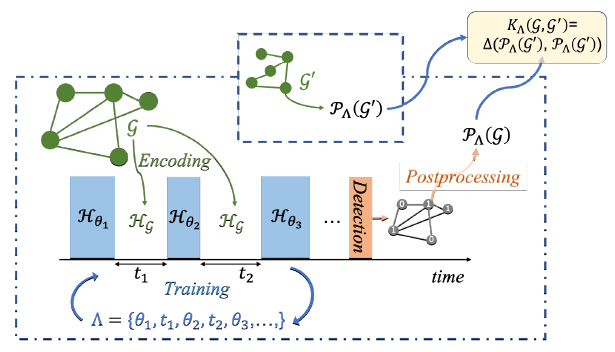 K_Λ(G,G′)=
Δ(P_Λ(G′), P_Λ(G′))
G′
P_Λ(G′)
G
P_Λ(G)
Encoding
Postprocessing
H_θ₁
H_G
H_θ₂
H_G
H_θ₃
...
Detection
0
1
1
1
0
t₁
t₂
time
Training
Λ = {θ₁, t₁, θ₂, t₂, θ₃,...,}